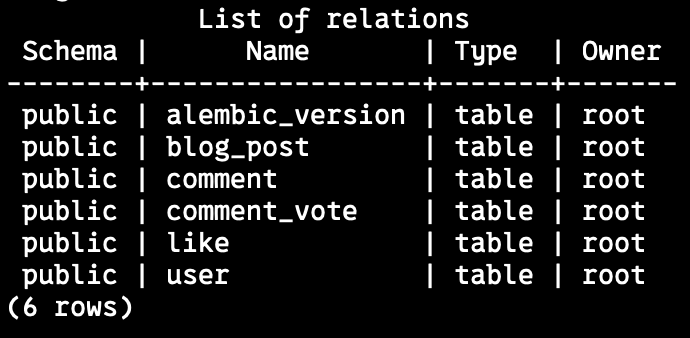 List of relations
Schema | Name | Type | Owner
--------+-----------------+-------+-------
public | alembic_version | table | root
public | blog_post | table | root
public | comment | table | root
public | comment_vote | table | root
public | like | table | root
public | user | table | root
(6 rows)